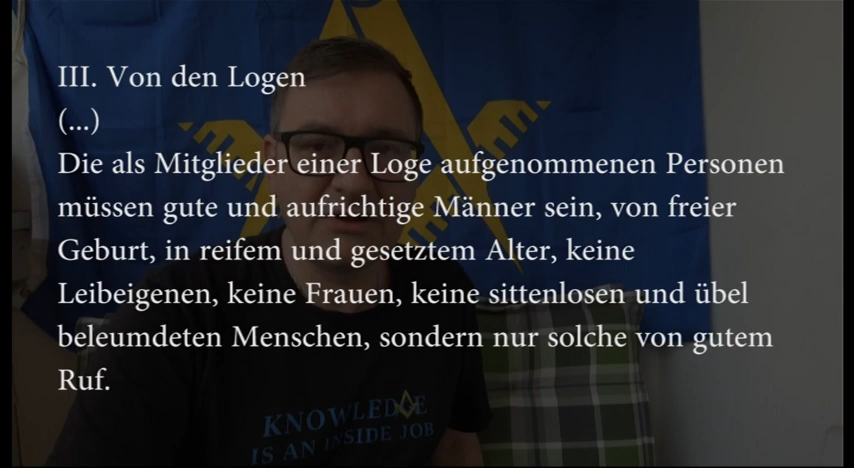 III. Von den Logen
(...)
Die als Mitglieder einer Loge aufgenommenen Personen
müssen gute und aufrichtige Männer sein, von freier
Geburt, in reifem und gesetztem Alter, keine
Leibeigenen, keine Frauen, keine sittenlosen und übel
beleumdeten Menschen, sondern nur solche von gutem
Ruf.
KNOWLEDGE
IS AN INSIDE JOB